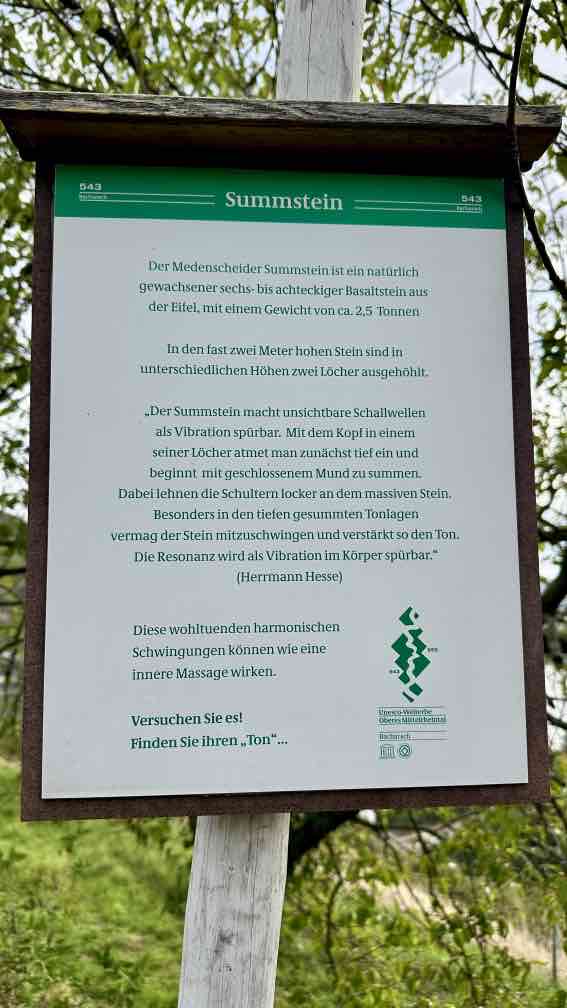 543
Bacharach
Summstein
543
Bacharach
Der Medenscheider Summstein ist ein natürlich
gewachsener sechs- bis achteckiger Basaltstein aus
der Eifel, mit einem Gewicht von ca. 2,5 Tonnen
In den fast zwei Meter hohen Stein sind in
unterschiedlichen Höhen zwei Löcher ausgehöhlt.
„Der Summstein macht unsichtbare Schallwellen
als Vibration spürbar. Mit dem Kopf in einem
seiner Löcher atmet man zunächst tief ein und
beginnt mit geschlossenem Mund zu summen.
Dabei lehnen die Schultern locker an dem massiven Stein.
Besonders in den tiefen gesummten Tonlagen
vermag der Stein mitzuschwingen und verstärkt so den Ton.
Die Resonanz wird als Vibration im Körper spürbar.“
(Herrmann Hesse)
Diese wohltuenden harmonischen
Schwingungen können wie eine
innere Massage wirken.
Versuchen Sie es!
Finden Sie ihren „Ton“...
543
Unesco-Welterbe
Oberes Mittelrheintal
Bacharach